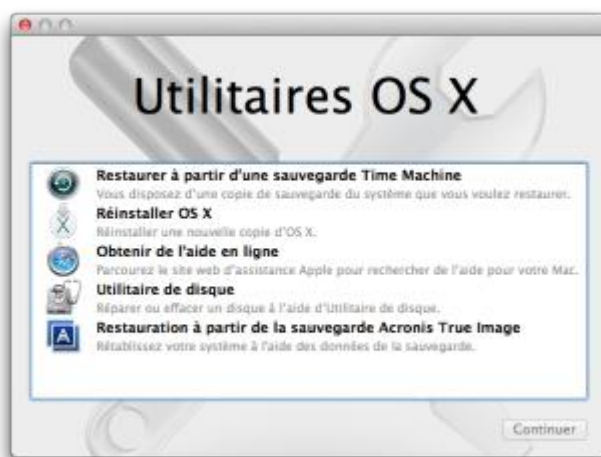 Utilitaires OS X
Restaurer à partir d'une sauvegarde Time Machine
Vous disposez d'une copie de sauvegarde du système que vous voulez restaurer.
Réinstaller OS X
Réinstaller une nouvelle copie d'OS X.
Obtenir de l'aide en ligne
Parcourez le site web d'assistance Apple pour rechercher de l'aide pour votre Mac.
Utilitaire de disque
Réparer ou effacer un disque à l'aide d'Utilitaire de disque.
Restauration à partir de la sauvegarde Acronis True Image
Rétablissez votre système à l'aide des données de la sauvegarde.
Continuer